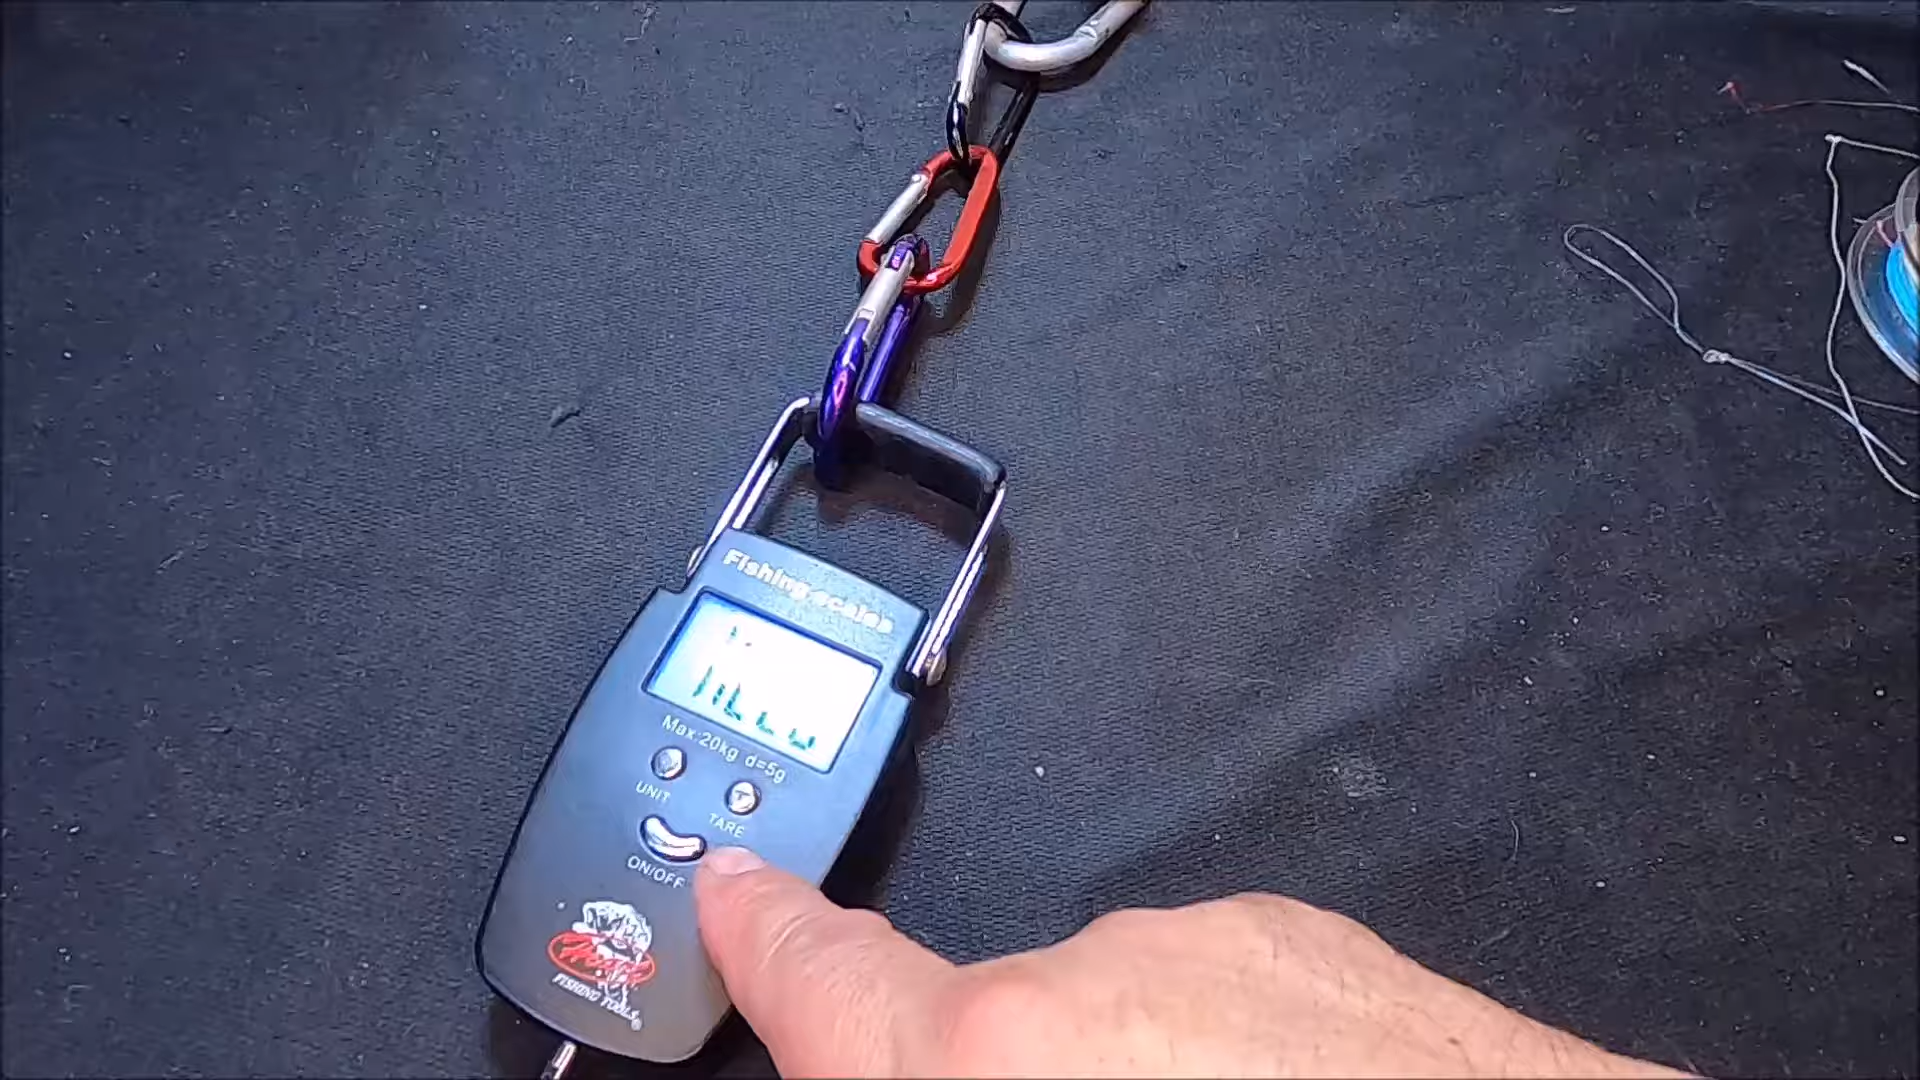 Fishing scales
Max:20kg d=5g
UNIT
T
TARE
ON/OFF
FISHING TOOLS®